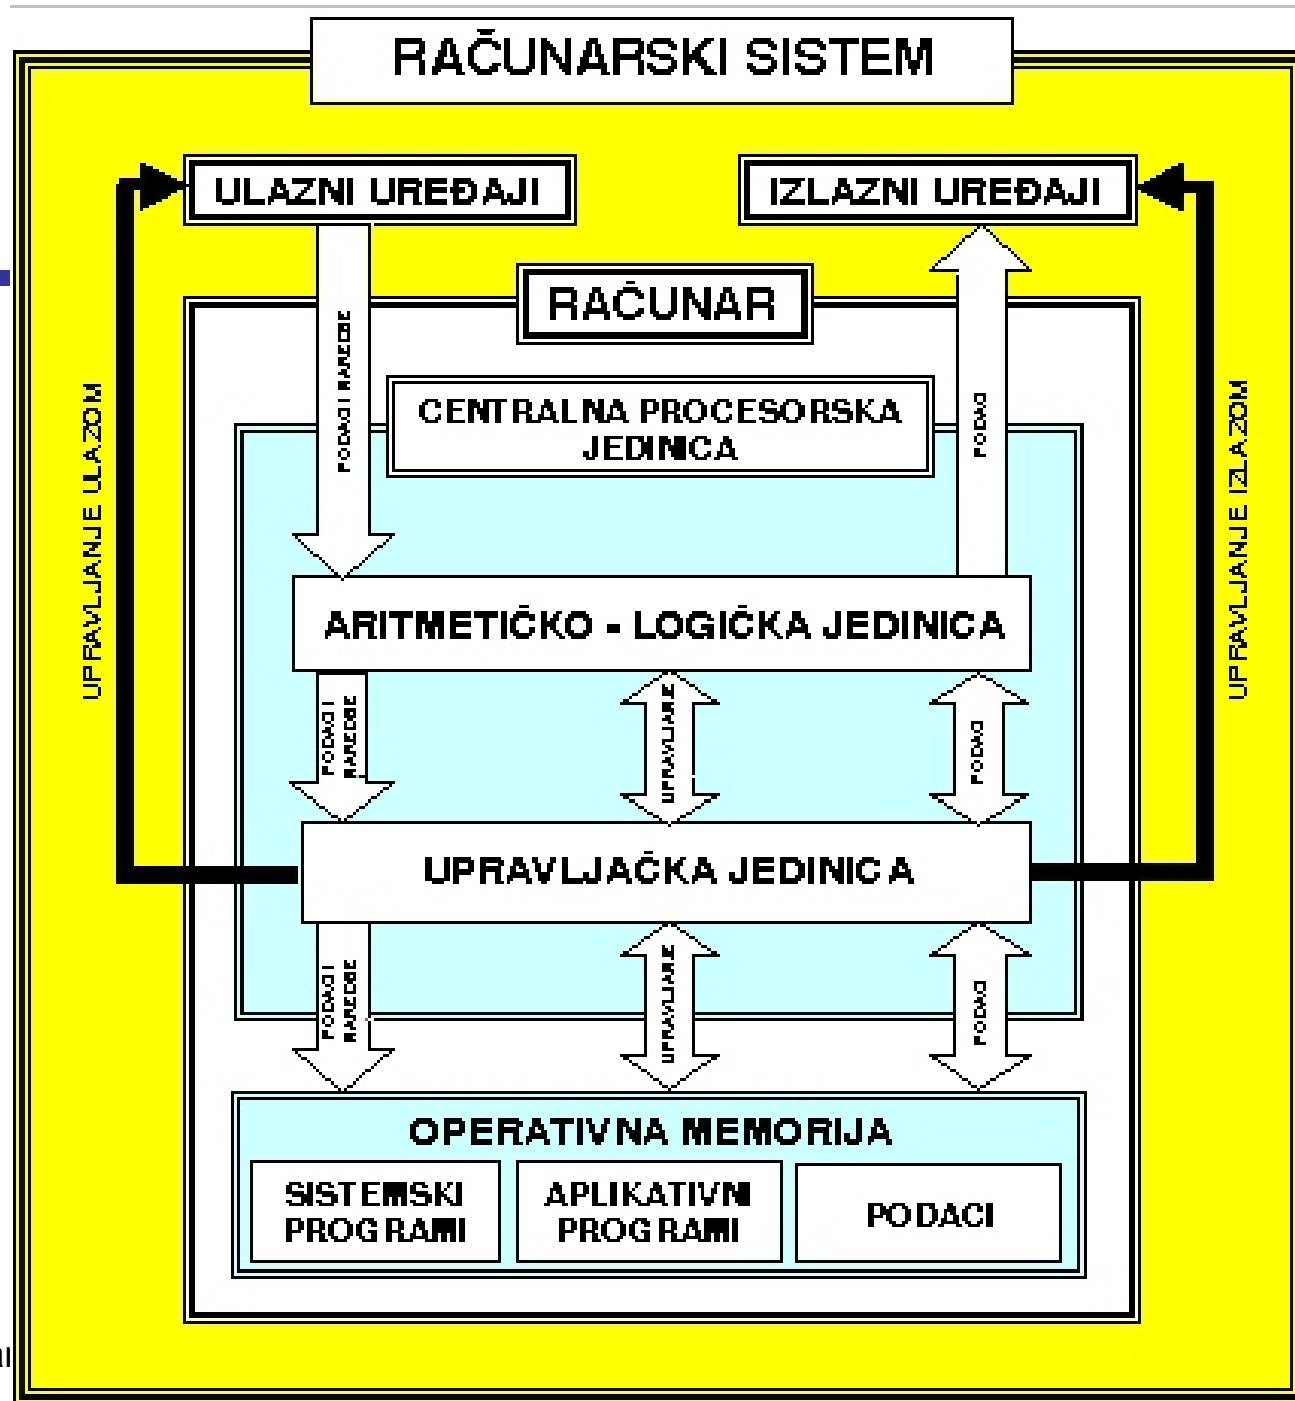 RAČUNARSKI SISTEM
ULAZNI UREĐAJI
IZLAZNI UREĐAJI
RAČUNAR
PODACI I NAREDBE
PODACI
CENTRALNA PROCESORSKA
JEDINICA
UPRAVLJANJE ULAZOM
UPRAVLJANJE IZLAZOM
ARITMETIČKO - LOGIČKA JEDINICA
PODACI I
NAREDBE
UPRAVLJANJE
PODACI
UPRAVLJAČKA JEDINICA
PODACI I
NAREDBE
UPRAVLJANJE
PODACI
OPERATIVNA MEMORIJA
SISTEMSKI
PROGRAMI
APLIKATIVNI
PROGRAMI
PODACI